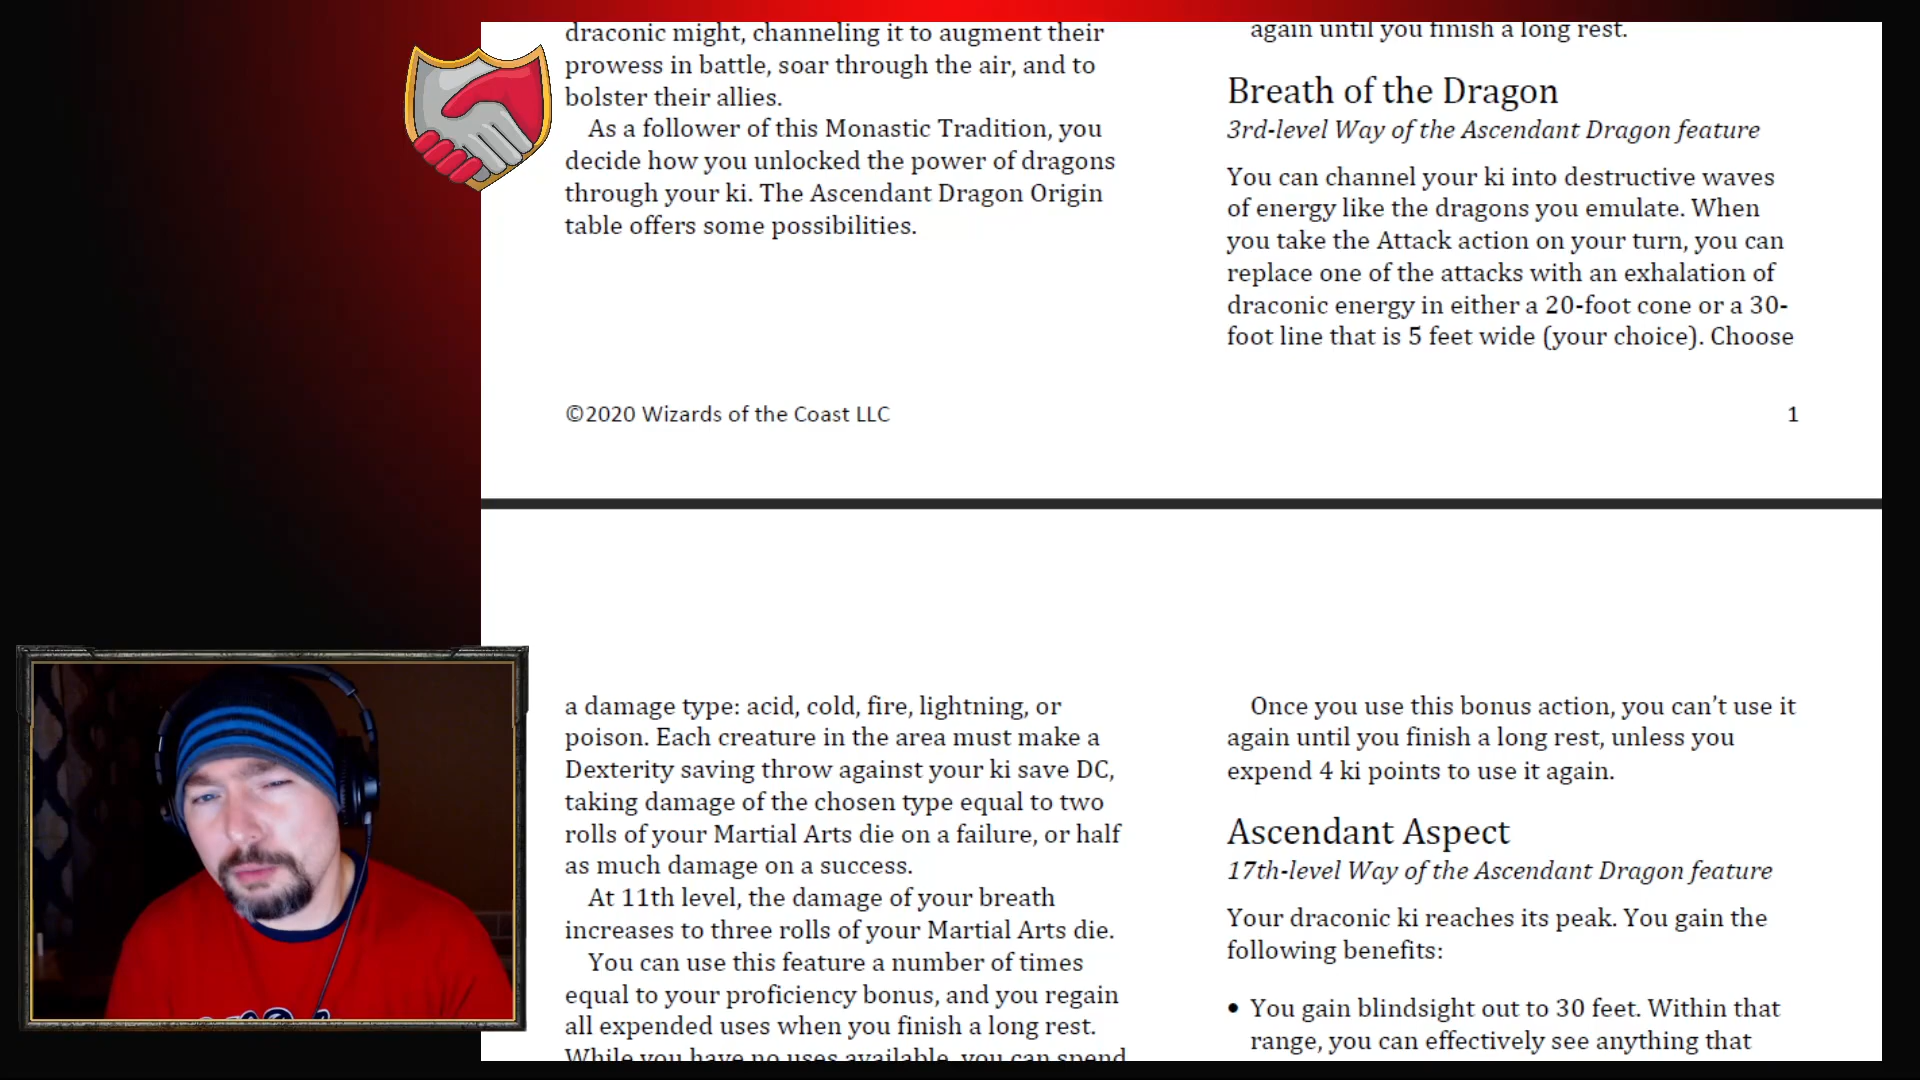 draconic might, channeling it to augment their
prowess in battle, soar through the air, and to
bolster their allies.
As a follower of this Monastic Tradition, you
decide how you unlocked the power of dragons
through your ki. The Ascendant Dragon Origin
table offers some possibilities.
again until you finish a long rest.
Breath of the Dragon
3rd-level Way of the Ascendant Dragon feature
You can channel your ki into destructive waves
of energy like the dragons you emulate. When
you take the Attack action on your turn, you can
replace one of the attacks with an exhalation of
draconic energy in either a 20-foot cone or a 30-
foot line that is 5 feet wide (your choice). Choose
©2020 Wizards of the Coast LLC
1
a damage type: acid, cold, fire, lightning, or
poison. Each creature in the area must make a
Dexterity saving throw against your ki save DC,
taking damage of the chosen type equal to two
rolls of your Martial Arts die on a failure, or half
as much damage on a success.
At 11th level, the damage of your breath
increases to three rolls of your Martial Arts die.
You can use this feature a number of times
equal to your proficiency bonus, and you regain
all expended uses when you finish a long rest.
While you have no uses available, you can spend
Once you use this bonus action, you can’t use it
again until you finish a long rest, unless you
expend 4 ki points to use it again.
Ascendant Aspect
17th-level Way of the Ascendant Dragon feature
Your draconic ki reaches its peak. You gain the
following benefits:
• You gain blindsight out to 30 feet. Within that
range, you can effectively see anything that